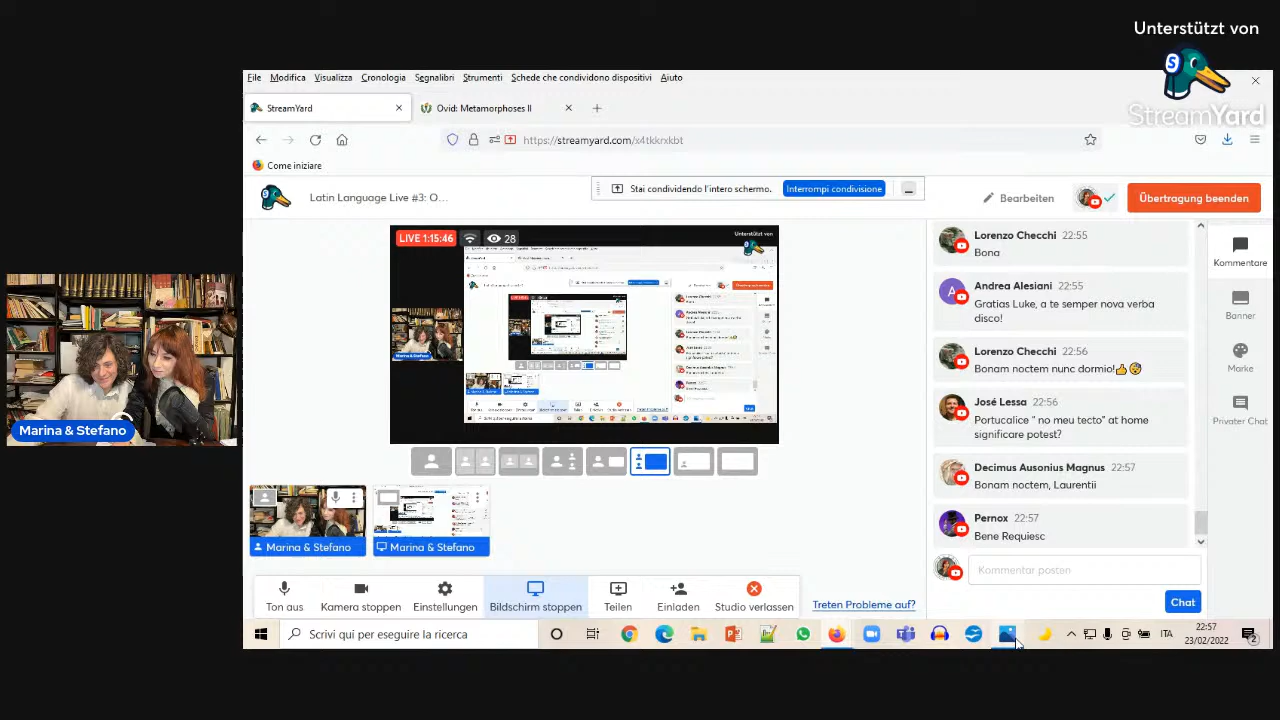 Unterstützt von
StreamYard
File Modifica Visualizza Cronologia Segnalibri Strumenti Schede che condividono dispositivi Aiuto
StreamYard
Ovid: Metamorphoses II
https://streamyard.com/x4tkkrxkbt
Come iniziare
Latin Language Live #3: O...
Stai condividendo l'intero schermo.
Interrompi condivisione
Bearbeiten
Übertragung beenden
LIVE 1:15:46
28
Unterstützt von
Marina & Stefano
Marina & Stefano
Marina & Stefano
Lorenzo Checchi 22:55
Bona
Andrea Alesiani 22:55
Gratias Luke, a te semper nova verba
disco!
Lorenzo Checchi 22:56
Bonam noctem nunc dormio!👍😴
José Lessa 22:56
Portucalice " no meu tecto" at home
significare potest?
Decimus Ausonius Magnus 22:57
Bonam noctem, Laurentii
Pernox 22:57
Bene Requiesc
Kommentar posten
Chat
Kommentare
Banner
Marke
Privater Chat
Ton aus
Kamera stoppen
Einstellungen
Bildschirm stoppen
Teilen
Einladen
Studio verlassen
Treten Probleme auf?
Scrivi qui per eseguire la ricerca
ITA
22:57
23/02/2022
2